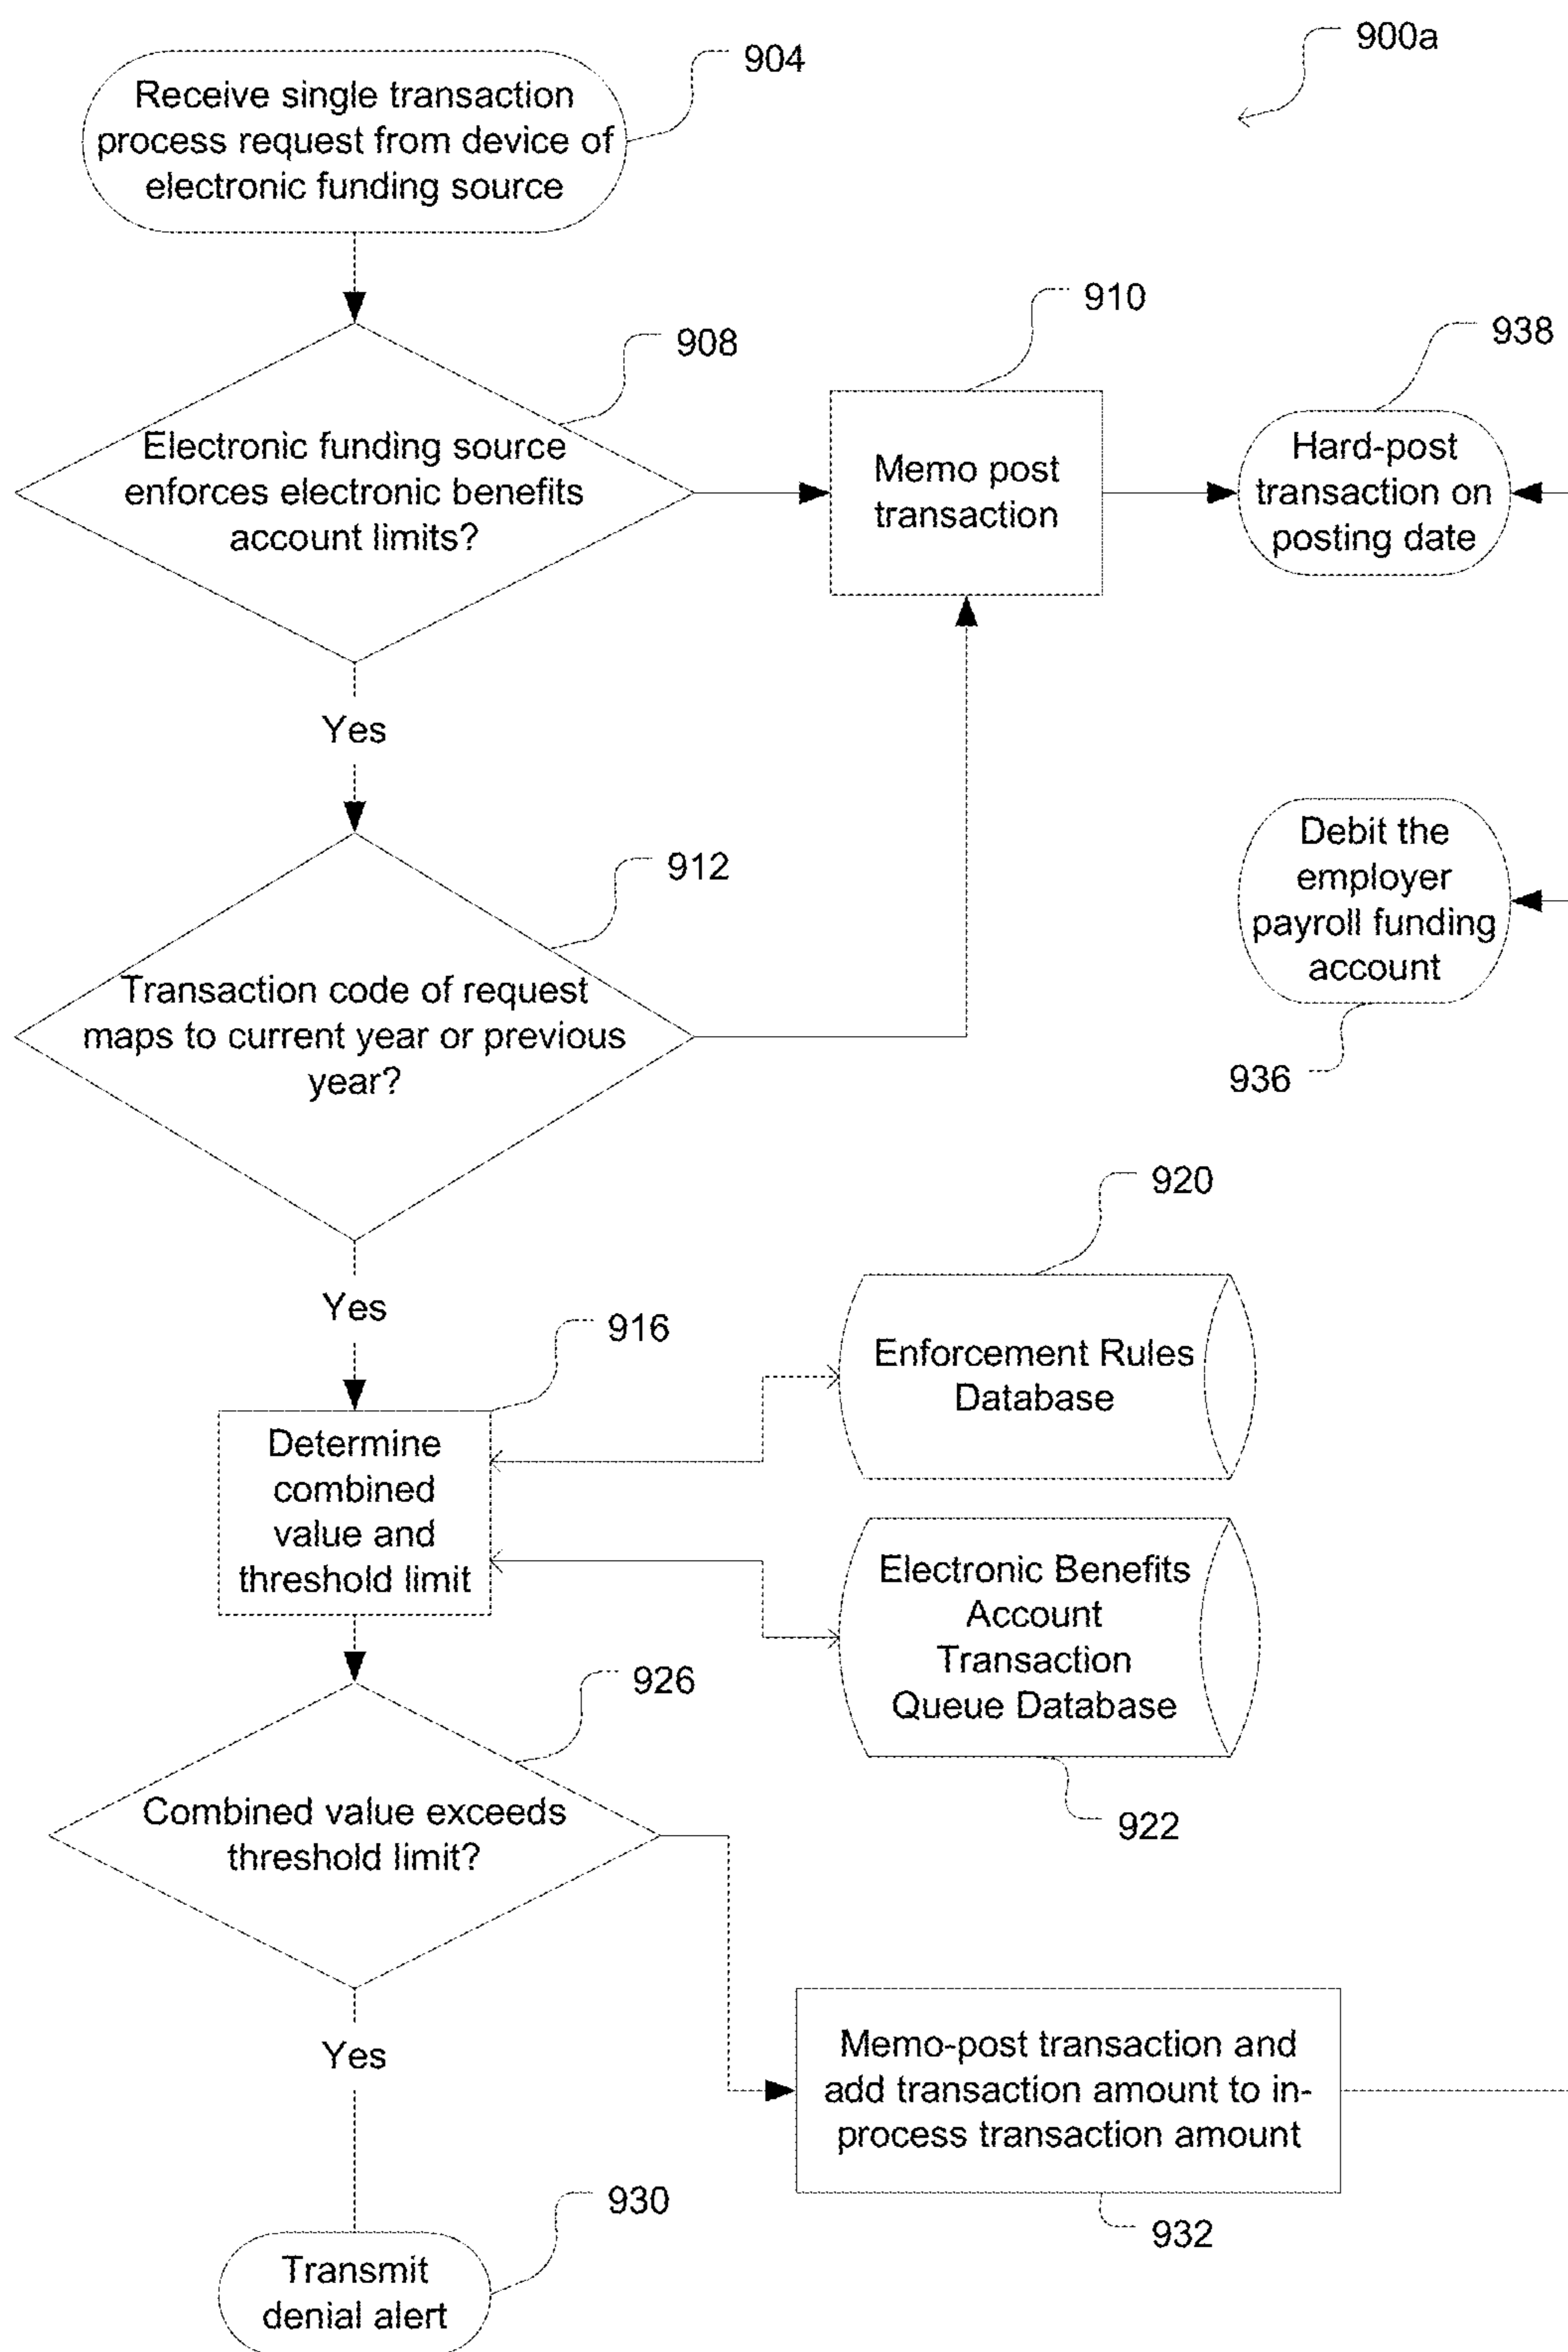 900a
904
Receive single transaction
process request from device of
electronic funding source
908
Electronic funding source
enforces electronic benefits
account limits?
910
Memo post
transaction
938
Hard-post
transaction on
posting date
Yes
912
Transaction code of request
maps to current year or previous
year?
Debit the
employer
payroll funding
account
936
Yes
916
Determine
combined
value and
threshold limit
920
Enforcement Rules
Database
Electronic Benefits
Account
Transaction
Queue Database
922
926
Combined value exceeds
threshold limit?
Yes
Memo-post transaction and
add transaction amount to in-
process transaction amount
932
930
Transmit
denial alert